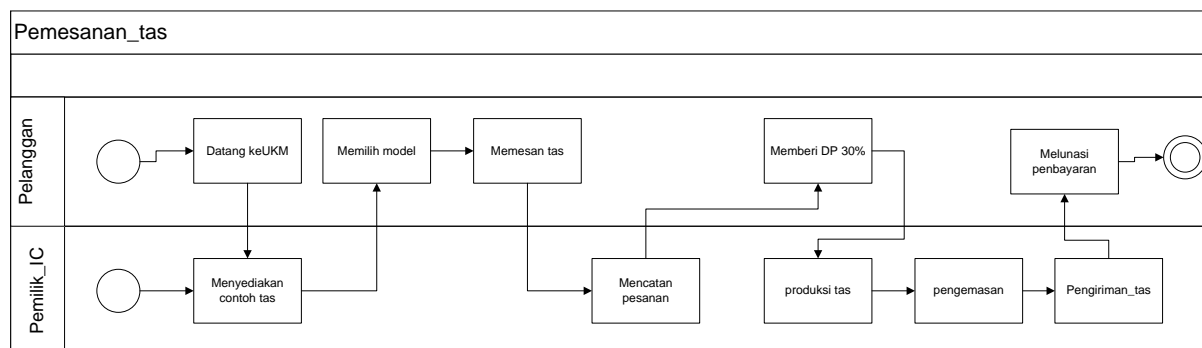 Pemesanan_tas
Pelanggan
Datang keUKM
Memilih model
Memesan tas
Memberi DP 30%
Melunasi
penbayaran
Pemilik_IC
Menyediakan
contoh tas
Mencatan
pesanan
produksi tas
pengemasan
Pengiriman_tas